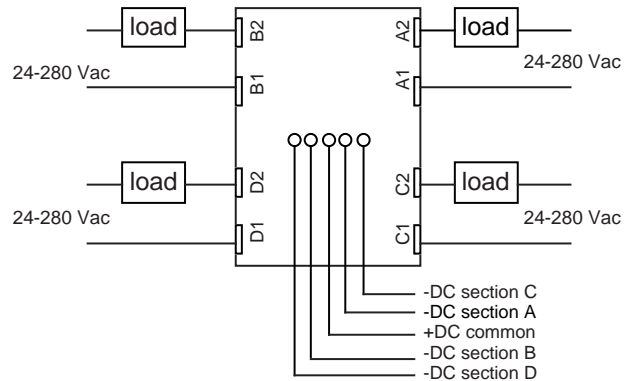 load B2 A2 load
24-280 Vac B1 A1 24-280 Vac
load D2 C2 load
24-280 Vac D1 C1 24-280 Vac
-DC section C
-DC section A
+DC common
-DC section B
-DC section D